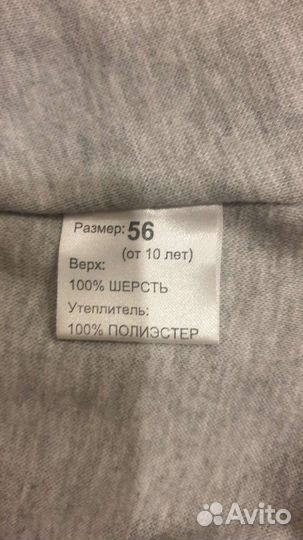 Размер: 56
(от 10 лет)
Верх:
100% ШЕРСТЬ
Утеплитель:
100% ПОЛИЭСТЕР
Avito